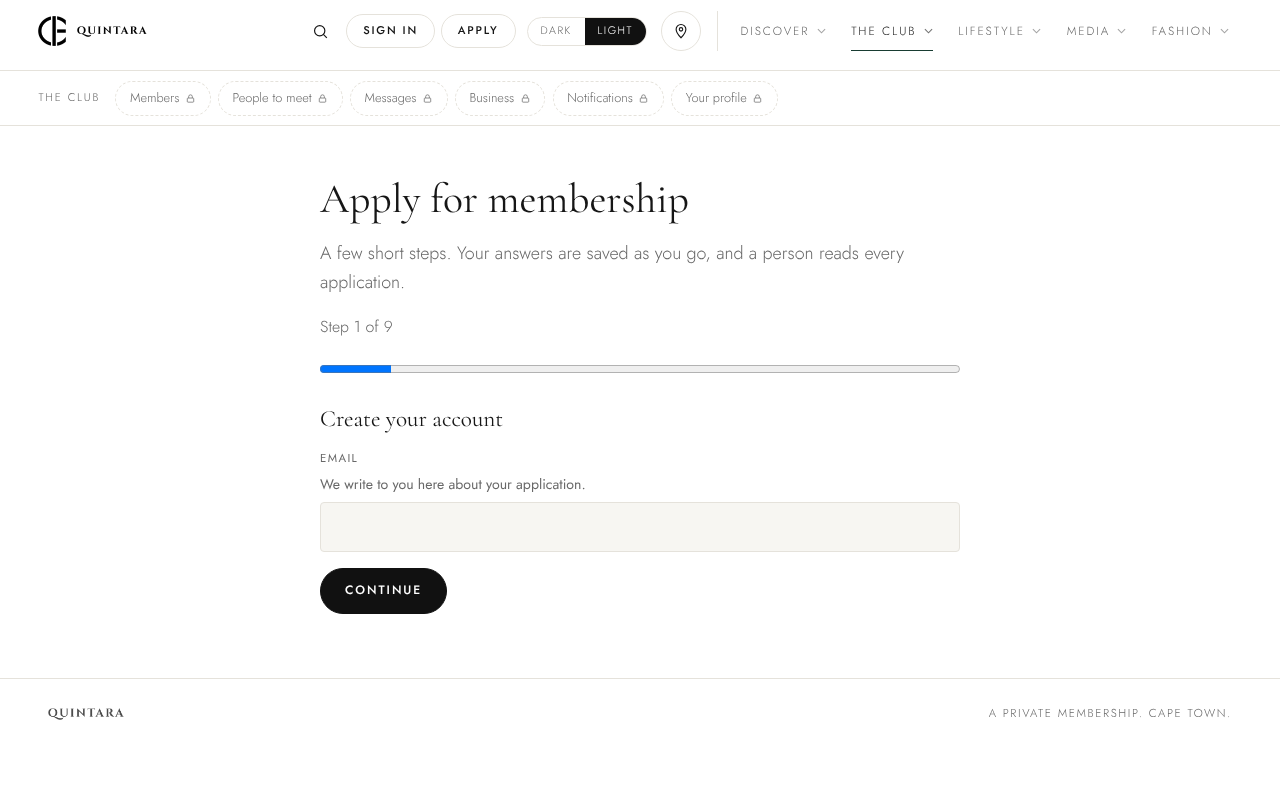 QUINTARA
SIGN IN
APPLY
DARK
LIGHT
DISCOVER
THE CLUB
LIFESTYLE
MEDIA
FASHION
THE CLUB
Members
People to meet
Messages
Business
Notifications
Your profile
Apply for membership
A few short steps. Your answers are saved as you go, and a person reads every
application.
Step 1 of 9
Create your account
EMAIL
We write to you here about your application.
CONTINUE
QUINTARA
A PRIVATE MEMBERSHIP. CAPE TOWN.